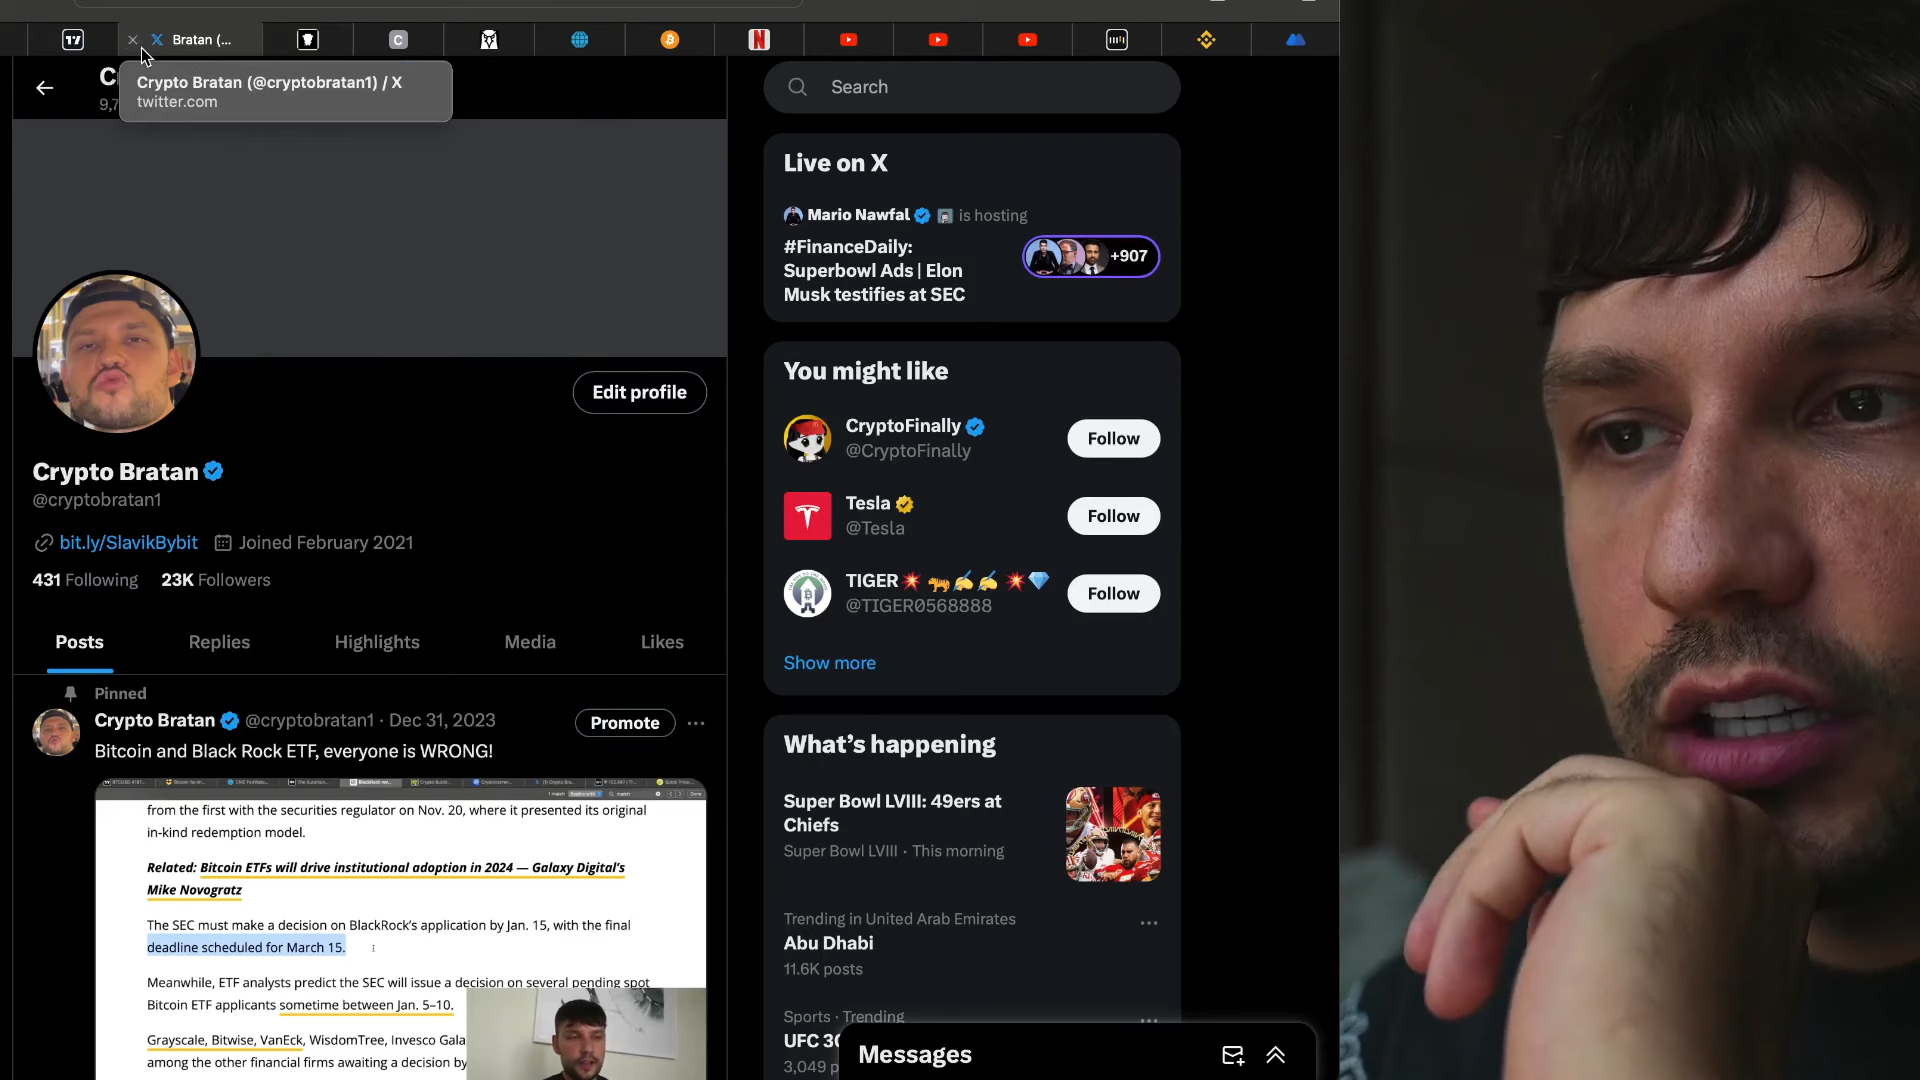 Bratan (...
Crypto Bratan (@cryptobratan1) / X
twitter.com
Search
Live on X
Mario Nawfal is hosting
#FinanceDaily:
Superbowl Ads | Elon
Musk testifies at SEC
+907
You might like
CryptoFinally
@CryptoFinally
Follow
Tesla
@Tesla
Follow
TIGER💥 🐅✍️✍️ 💥💎
@TIGER0568888
Follow
Show more
Edit profile
Crypto Bratan
@cryptobratan1
bit.ly/SlavikBybit Joined February 2021
431 Following 23K Followers
Posts Replies Highlights Media Likes
Pinned
Crypto Bratan @cryptobratan1 · Dec 31, 2023
Promote
Bitcoin and Black Rock ETF, everyone is WRONG!
from the first with the securities regulator on Nov. 20, where it presented its original
in-kind redemption model.
Related: Bitcoin ETFs will drive institutional adoption in 2024 — Galaxy Digital's
Mike Novogratz
The SEC must make a decision on BlackRock's application by Jan. 15, with the final
deadline scheduled for March 15.
Meanwhile, ETF analysts predict the SEC will issue a decision on several pending spot
Bitcoin ETF applicants sometime between Jan. 5–10.
Grayscale, Bitwise, VanEck, WisdomTree, Invesco Gala
among the other financial firms awaiting a decision by
What's happening
Super Bowl LVIII: 49ers at
Chiefs
Super Bowl LVIII · This morning
Trending in United Arab Emirates
Abu Dhabi
11.6K posts
Sports · Trending
UFC 30
3,049 p
Messages